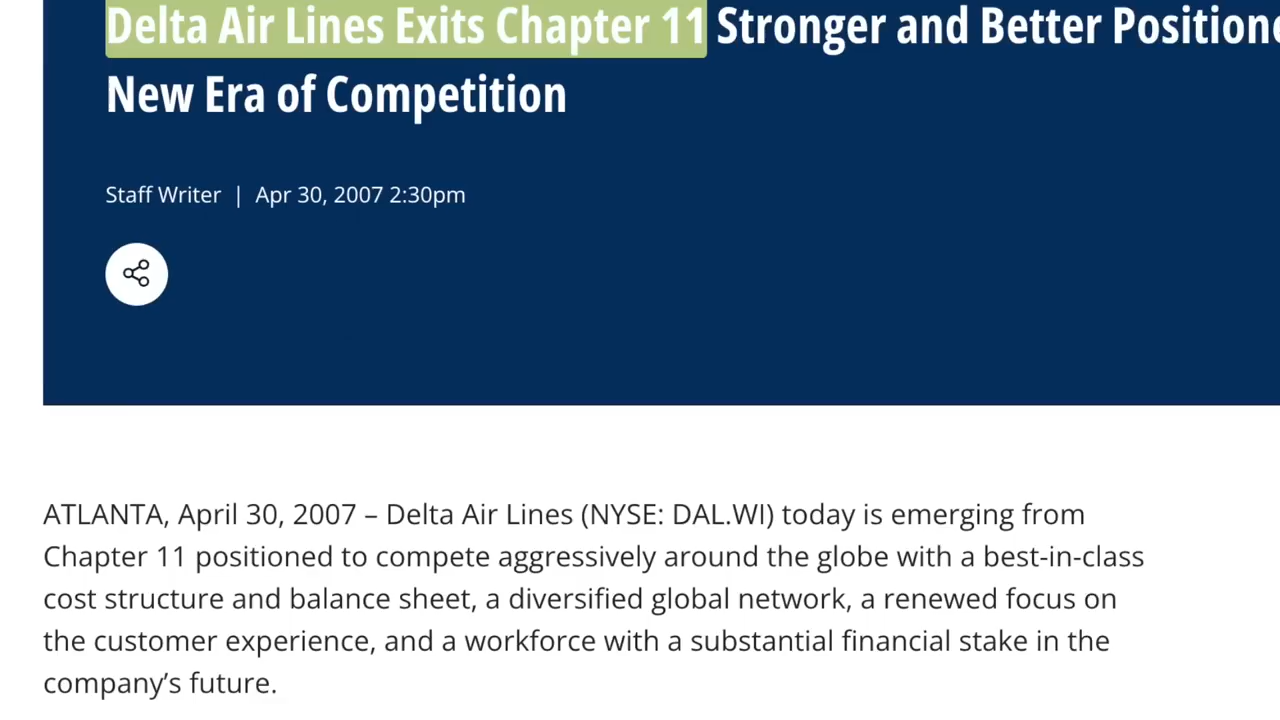 Delta Air Lines Exits Chapter 11 Stronger and Better Positione
New Era of Competition
Staff Writer | Apr 30, 2007 2:30pm
ATLANTA, April 30, 2007 – Delta Air Lines (NYSE: DAL.WI) today is emerging from
Chapter 11 positioned to compete aggressively around the globe with a best-in-class
cost structure and balance sheet, a diversified global network, a renewed focus on
the customer experience, and a workforce with a substantial financial stake in the
company’s future.